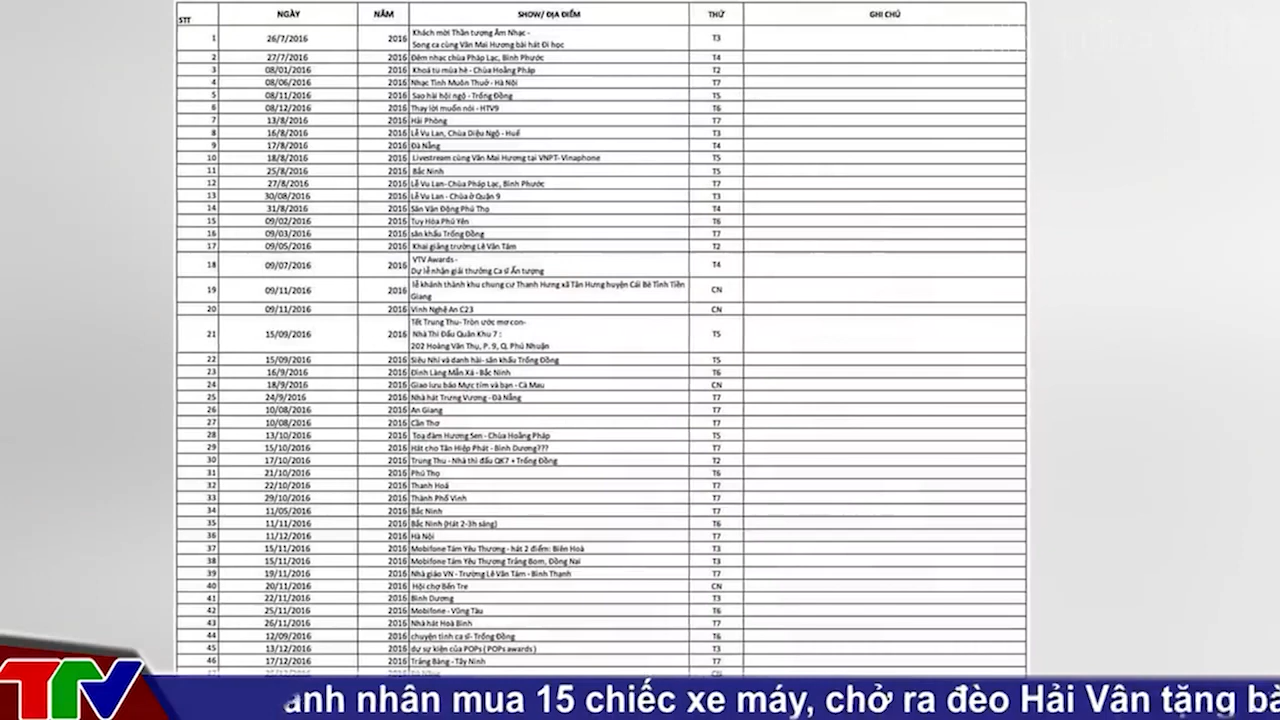 STT NGÀY NĂM SHOW/ ĐỊA ĐIỂM THỨ GHI CHÚ
1 26/7/2016 2016 Khách mời Thần tượng Âm Nhạc - T3
Song ca cùng Văn Mai Hương bài hát Đi học
2 27/7/2016 2016 Đêm nhạc chùa Pháp Lạc, Bình Phước T4
3 08/01/2016 2016 Khoá tu mùa hè - Chùa Hoằng Pháp T2
4 08/06/2016 2016 Nhạc Tình Muôn Thuở - Hà Nội T7
5 08/11/2016 2016 Sao hài hội ngộ - Trống Đồng T5
6 08/12/2016 2016 Thay lời muốn nói - HTV9 T6
7 13/8/2016 2016 Hải Phòng T7
8 16/8/2016 2016 Lễ Vu Lan, Chùa Diệu Ngộ - Huế T3
9 17/8/2016 2016 Đà Nẵng T4
10 18/8/2016 2016 Livestream cùng Văn Mai Hương tại VNPT- Vinaphone T5
11 25/8/2016 2016 Bắc Ninh T5
12 27/8/2016 2016 Lễ Vu Lan- Chùa Pháp Lạc, Bình Phước T7
13 30/08/2016 2016 Lễ Vu Lan - Chùa ở Quận 9 T3
14 31/8/2016 2016 Sân Vận Động Phú Thọ T4
15 09/02/2016 2016 Tuy Hòa Phú Yên T6
16 09/03/2016 2016 sân khấu Trống Đồng T7
17 09/05/2016 2016 Khai giảng trường Lê Văn Tám T2
18 09/07/2016 2016 VTV Awards - T4
Dự lễ nhận giải thưởng Ca sĩ Ấn tượng
19 09/11/2016 2016 lễ khánh thành khu chung cư Thanh Hưng xã Tân Hưng huyện Cái Bè Tỉnh Tiền CN
Giang
20 09/11/2016 2016 Vinh Nghệ An C23 CN
21 15/09/2016 2016 Tết Trung Thu- Tròn ước mơ con- T5
Nhà Thi Đấu Quân Khu 7 :
202 Hoàng Văn Thụ, P. 9, Q. Phú Nhuận
22 15/09/2016 2016 Siêu Nhí và danh hài- sân khấu Trống Đồng T5
23 16/9/2016 2016 Đình Làng Mẫn Xá - Bắc Ninh T6
24 18/9/2016 2016 Giao lưu báo Mực tím và bạn - Cà Mau CN
25 24/9/2016 2016 Nhà hát Trưng Vương - Đà Nẵng T7
26 10/08/2016 2016 An Giang T7
27 10/08/2016 2016 Cần Thơ T7
28 13/10/2016 2016 Toạ đàm Hương Sen - Chùa Hoằng Pháp T5
29 15/10/2016 2016 Hát cho Tân Hiệp Phát - Bình Dương??? T7
30 17/10/2016 2016 Trung Thu - Nhà thi đấu QK7 + Trống Đồng T2
31 21/10/2016 2016 Phú Thọ T6
32 22/10/2016 2016 Thanh Hoá T7
33 29/10/2016 2016 Thành Phố Vinh T7
34 11/05/2016 2016 Bắc Ninh T7
35 11/11/2016 2016 Bắc Ninh (Hát 2-3h sáng) T6
36 11/12/2016 2016 Hà Nội T7
37 15/11/2016 2016 Mobifone Tám Yêu Thương - hát 2 điểm: Biên Hoà T3
38 15/11/2016 2016 Mobifone Tám Yêu Thương Trảng Bom, Đồng Nai T3
39 19/11/2016 2016 Nhà giáo VN - Trường Lê Văn Tám - Bình Thạnh T7
40 20/11/2016 2016 Hội chợ Bến Tre CN
41 22/11/2016 2016 Bình Dương T3
42 25/11/2016 2016 Mobifone - Vũng Tàu T6
43 26/11/2016 2016 Nhà hát Hoà Bình T7
44 12/09/2016 2016 chuyện tình ca sĩ- Trống Đồng T6
45 13/12/2016 2016 dự sự kiện của POPs ( POPs awards ) T3
46 17/12/2016 2016 Trảng Bàng - Tây Ninh T7
TTV anh nhân mua 15 chiếc xe máy, chở ra đèo Hải Vân tặng bà